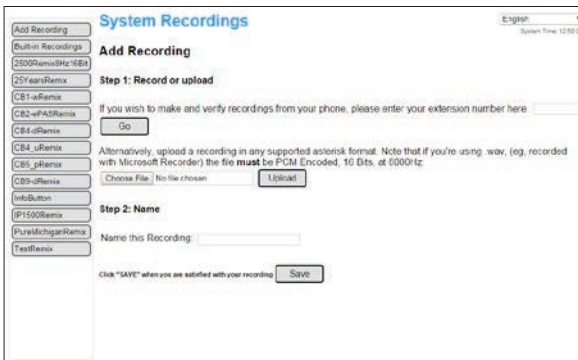 Add Recording
Built-in Recordings
2500Remix8Hz16Bit
25YearsRemix
CB1-wRemix
CB2-ePASRemix
CB4-dRemix
CB4_uRemix
CB5_pRemix
CB9-dRemix
InfoButton
IP1500Remix
PureMichiganRemix
TestRemix
System Recordings
English
System Time: 12:50
Add Recording
Step 1: Record or upload
If you wish to make and verify recordings from your phone, please enter your extension number here:
Go
Alternatively, upload a recording in any supported asterisk format. Note that if you're using .wav, (eg, recorded
with Microsoft Recorder) the file must be PCM Encoded, 16 Bits, at 8000Hz:
Choose File No file chosen
Upload
Step 2: Name
Name this Recording:
Click "SAVE" when you are satisfied with your recording
Save